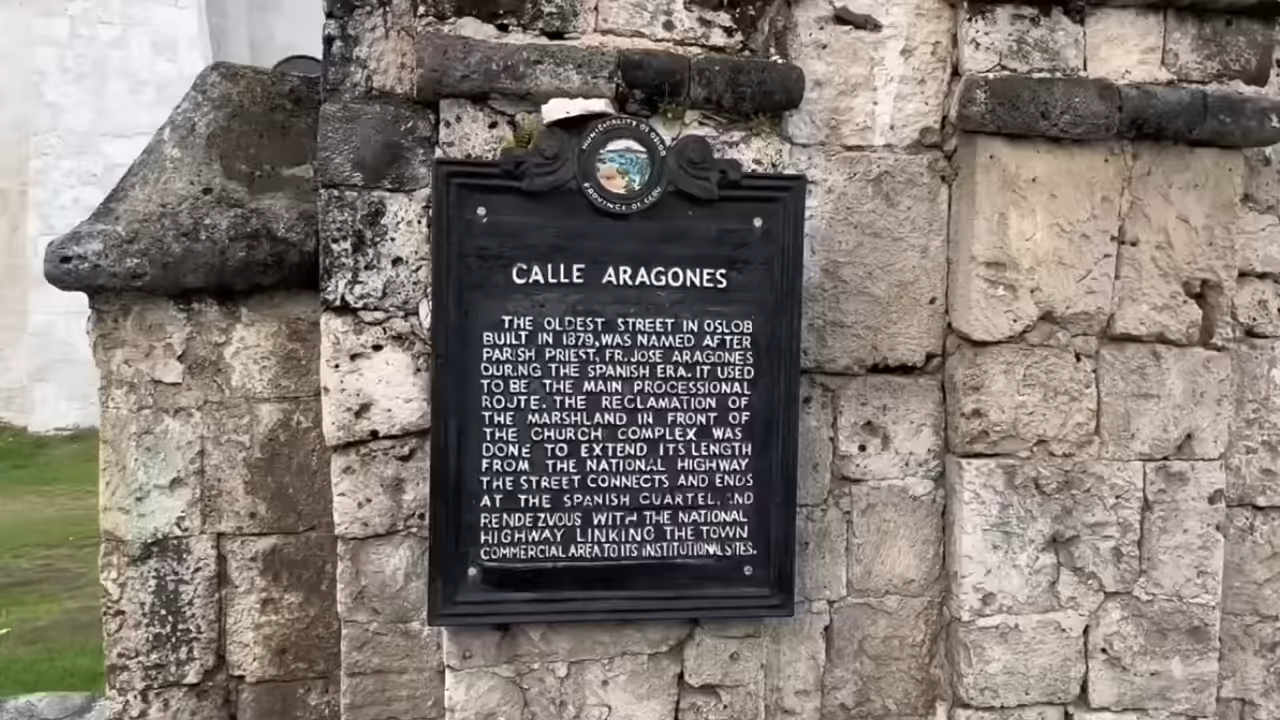 MUNICIPALITY OF OSLOB
PROVINCE OF CEBU
CALLE ARAGONES
THE OLDEST STREET IN OSLOB
BUILT IN 1879, WAS NAMED AFTER
PARISH PRIEST, FR. JOSE ARAGONES
DURING THE SPANISH ERA. IT USED
TO BE THE MAIN PROCESSIONAL
ROUTE. THE RECLAMATION OF
THE MARSHLAND IN FRONT OF
THE CHURCH COMPLEX WAS
DONE TO EXTEND ITS LENGTH
FROM THE NATIONAL HIGHWAY
THE STREET CONNECTS AND ENDS
AT THE SPANISH CUARTEL, AND
RENDEZVOUS WITH THE NATIONAL
HIGHWAY LINKING THE TOWN
COMMERCIAL AREA TO ITS INSTITUTIONAL SITES.